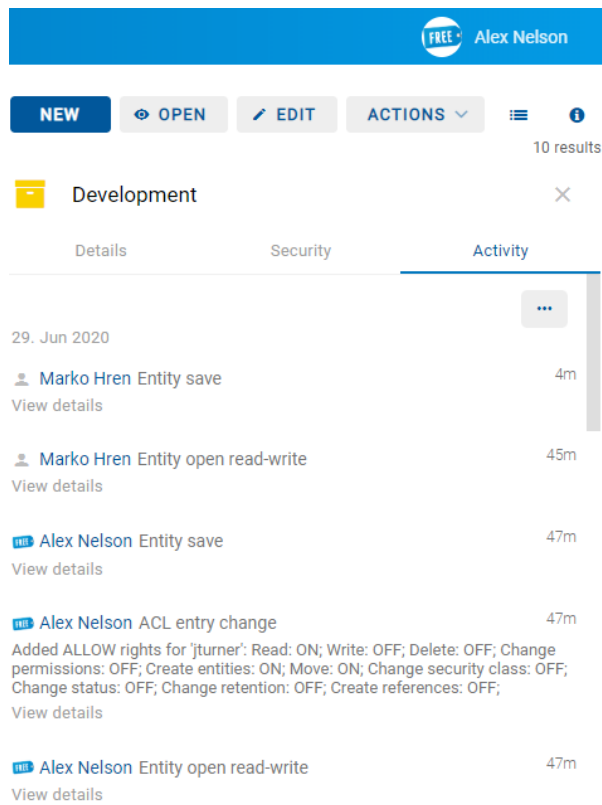 FREE Alex Nelson
NEW OPEN EDIT ACTIONS
10 results
Development
Details Security Activity
29. Jun 2020
Marko Hren Entity save 4m
View details
Marko Hren Entity open read-write 45m
View details
FREE Alex Nelson Entity save 47m
View details
FREE Alex Nelson ACL entry change 47m
Added ALLOW rights for 'jturner': Read: ON; Write: OFF; Delete: OFF; Change
permissions: OFF; Create entities: ON; Move: ON; Change security class: OFF;
Change status: OFF; Change retention: OFF; Create references: OFF;
View details
FREE Alex Nelson Entity open read-write 47m
View details